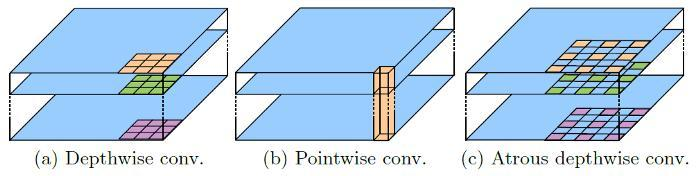 (a) Depthwise conv.
(b) Pointwise conv.
(c) Atrous depthwise conv.